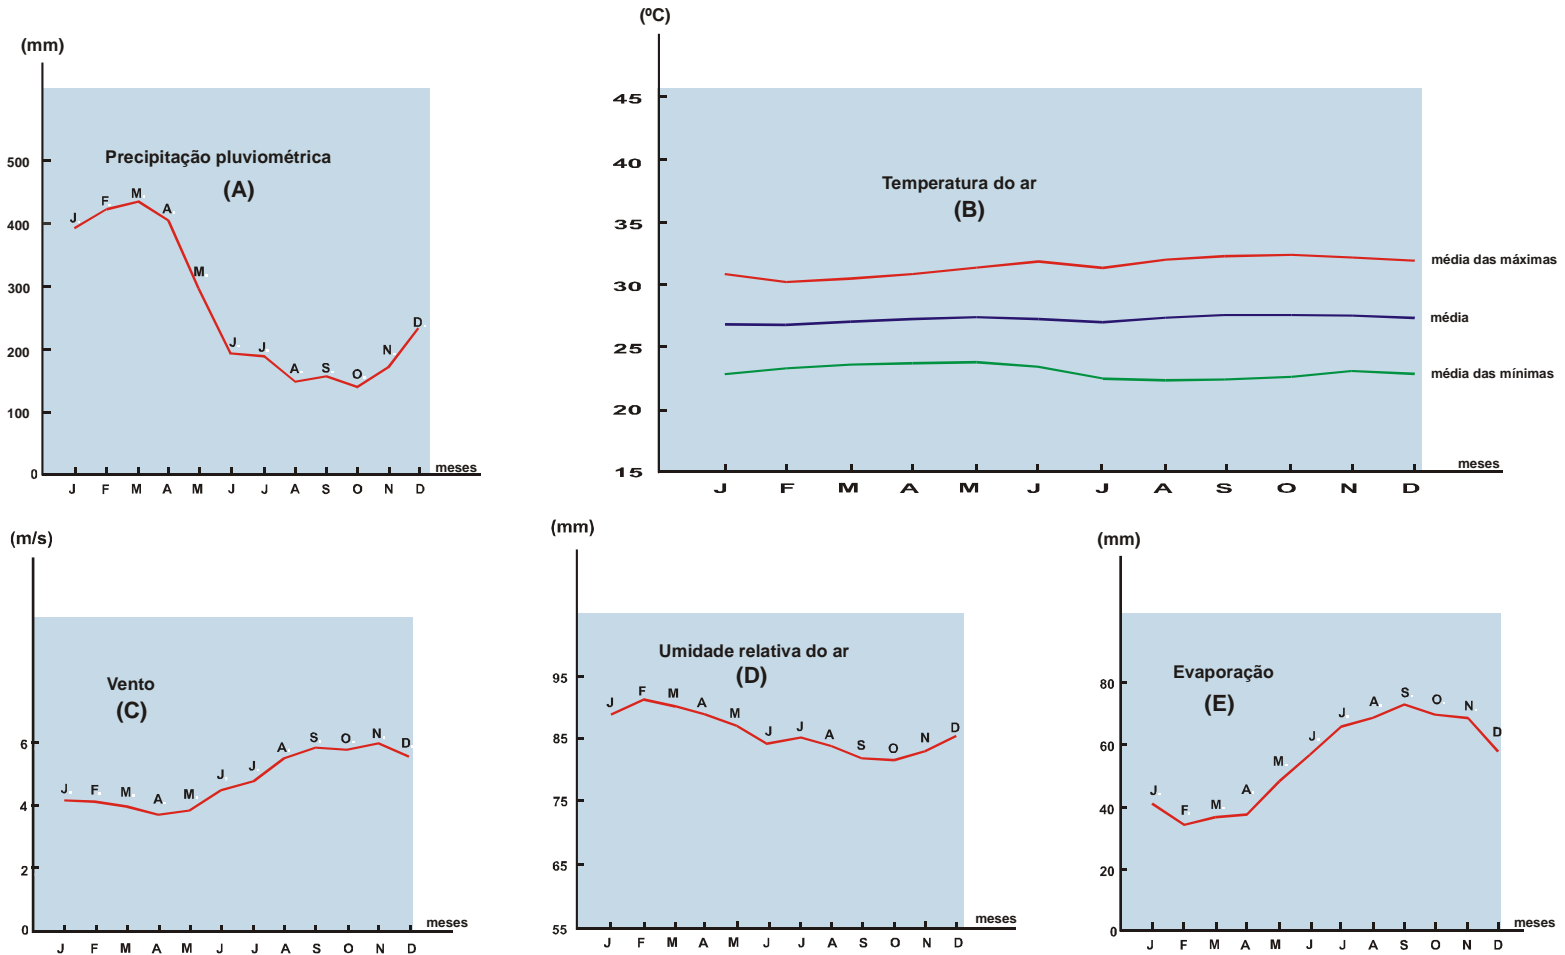 (mm)
Precipitação pluviométrica
(A)
500
400
300
200
100
0
J F M A M J J A S O N D
J F M A M J J A S O N D
meses
(ºC)
Temperatura do ar
(B)
45
40
35
30
25
20
15
média das máximas
média
média das mínimas
J F M A M J J A S O N D
meses
(m/s)
Vento
(C)
6
4
2
0
J F M A M J J A S O N D
J F M A M J J A S O N D
meses
(mm)
Umidade relativa do ar
(D)
95
85
75
65
55
J F M A M J J A S O N D
J F M A M J J A S O N D
meses
(mm)
Evaporação
(E)
80
60
40
20
0
J F M A M J J A S O N D
J F M A M J J A S O N D
meses